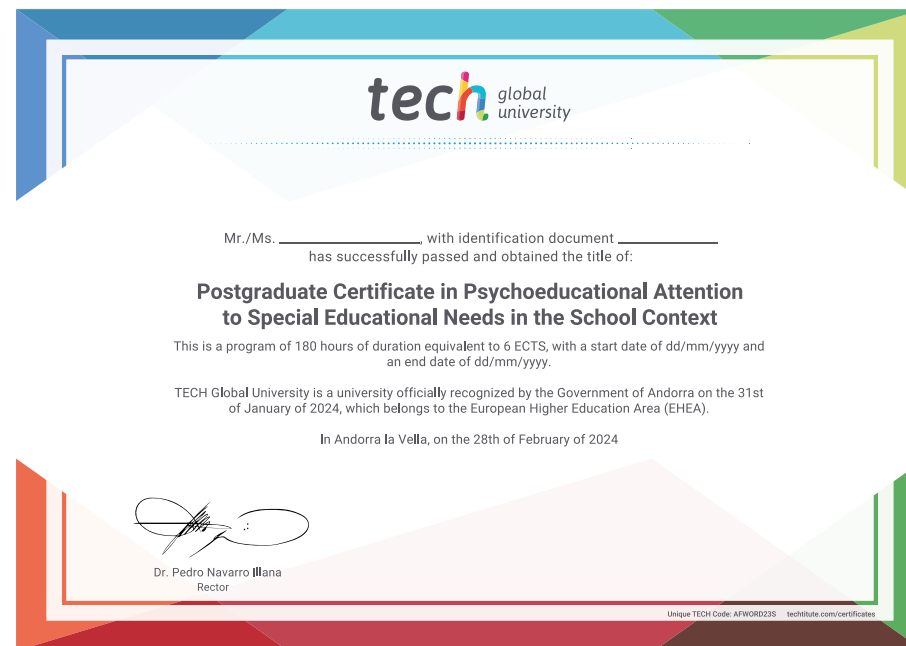 tech global university
Mr./Ms. ____________, with identification document ____________
has successfully passed and obtained the title of:
Postgraduate Certificate in Psychoeducational Attention
to Special Educational Needs in the School Context
This is a program of 180 hours of duration equivalent to 6 ECTS, with a start date of dd/mm/yyyy and
an end date of dd/mm/yyyy.
TECH Global University is a university officially recognized by the Government of Andorra on the 31st
of January of 2024, which belongs to the European Higher Education Area (EHEA).
In Andorra la Vella, on the 28th of February of 2024
Dr. Pedro Navarro Illana
Rector
Unique TECH Code: AFWORD23S techtitute.com/certificates